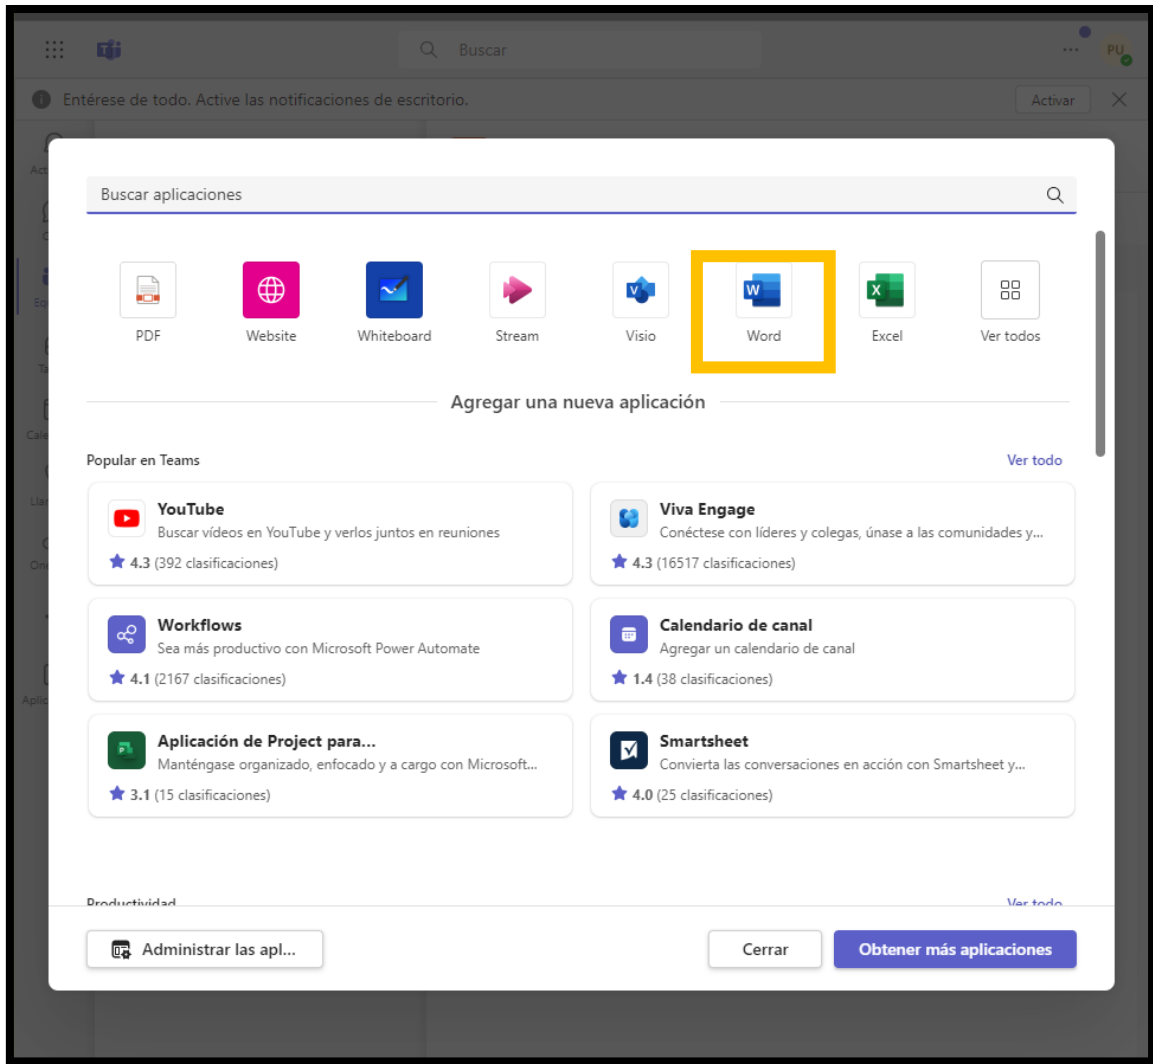 Buscar
PU
Entérese de todo. Active las notificaciones de escritorio.
Activar
Buscar aplicaciones
PDF
Website
Whiteboard
Stream
Visio
Word
Excel
Ver todos
Agregar una nueva aplicación
Popular en Teams
Ver todo
YouTube
Buscar vídeos en YouTube y verlos juntos en reuniones
4.3 (392 clasificaciones)
Viva Engage
Conéctese con líderes y colegas, únase a las comunidades y...
4.3 (16517 clasificaciones)
Workflows
Sea más productivo con Microsoft Power Automate
4.1 (2167 clasificaciones)
Calendario de canal
Agregar un calendario de canal
1.4 (38 clasificaciones)
Aplicación de Project para...
Manténgase organizado, enfocado y a cargo con Microsoft...
3.1 (15 clasificaciones)
Smartsheet
Convierta las conversaciones en acción con Smartsheet y...
4.0 (25 clasificaciones)
Productividad
Ver todo
Administrar las apl...
Cerrar
Obtener más aplicaciones